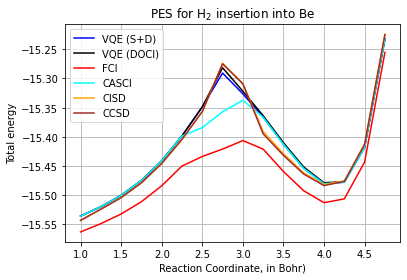 PES for H₂ insertion into Be
VQE (S+D)
VQE (DOCI)
FCI
CASCI
CISD
CCSD
Total energy
−15.25
−15.30
−15.35
−15.40
−15.45
−15.50
−15.55
1.0 1.5 2.0 2.5 3.0 3.5 4.0 4.5
Reaction Coordinate, in Bohr)